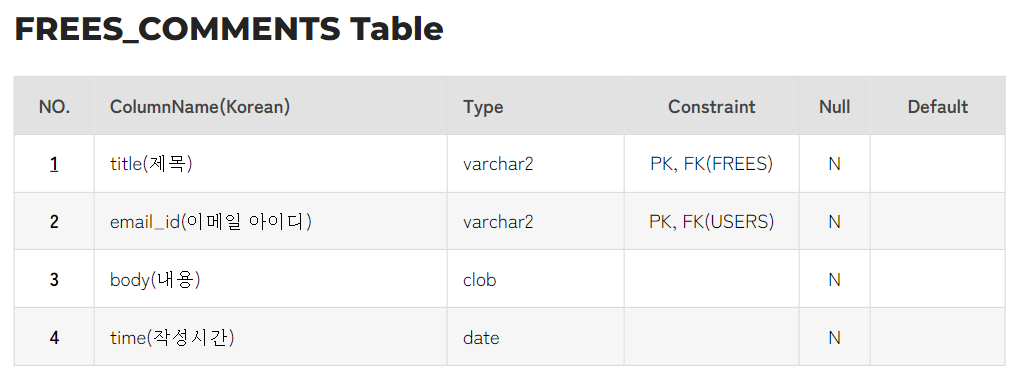 FREES_COMMENTS Table
NO. ColumnName(Korean) Type Constraint Null Default
1 title(제목) varchar2 PK, FK(FREES) N
2 email_id(이메일 아이디) varchar2 PK, FK(USERS) N
3 body(내용) clob N
4 time(작성시간) date N